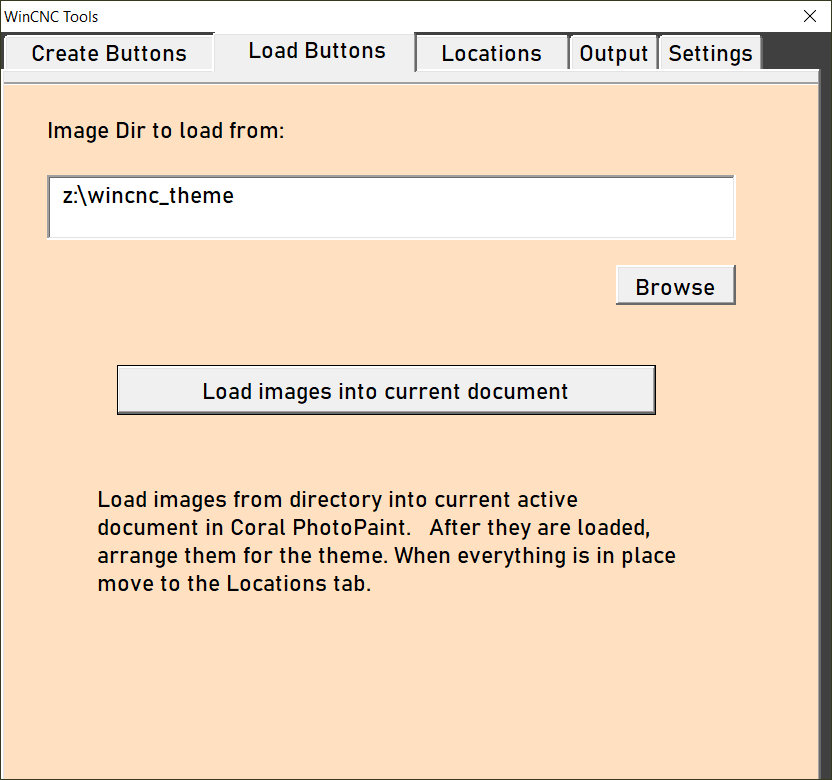 WinCNC Tools
Create Buttons
Load Buttons
Locations
Output
Settings
Image Dir to load from:
z:\wincnc_theme
Browse
Load images into current document
Load images from directory into current active
document in Coral PhotoPaint.   After they are loaded,
arrange them for the theme. When everything is in place
move to the Locations tab.